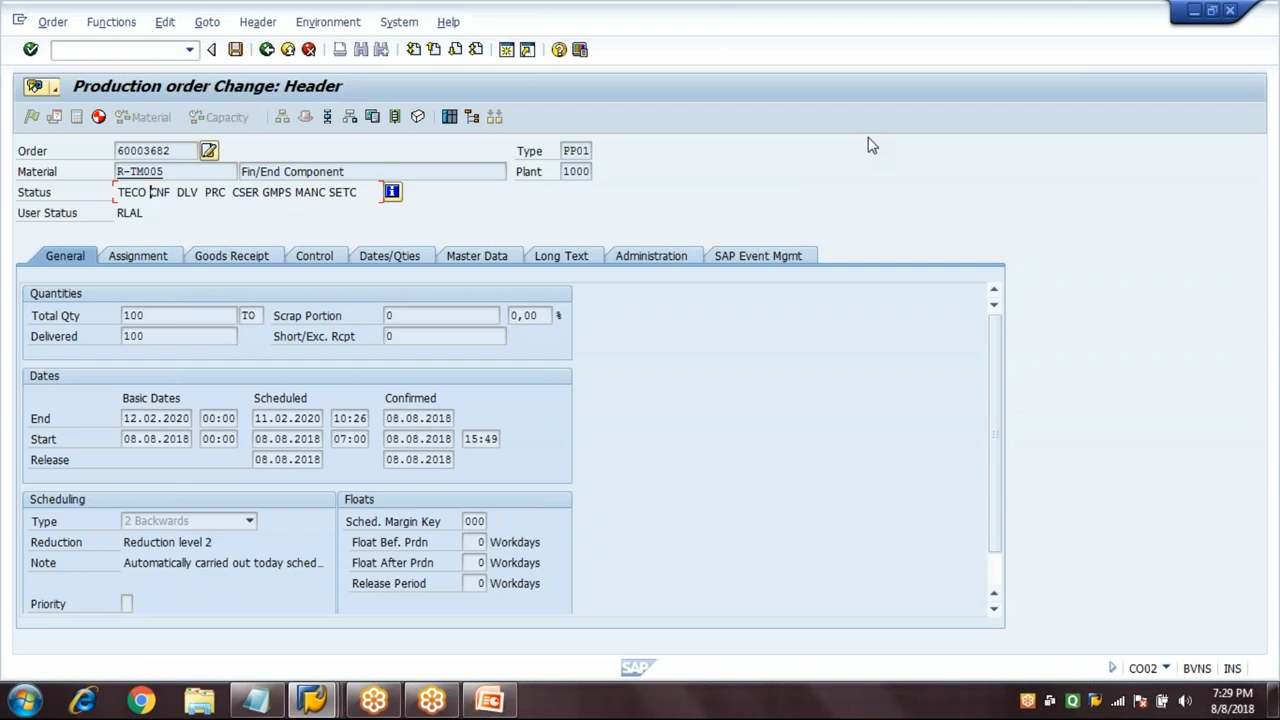 Order Functions Edit Goto Header Environment System Help
Production order Change: Header
Material Capacity
Order 60003682 Type PP01
Material R-TM005 Fin/End Component Plant 1000
Status TECO CNF DLV PRC CSER GMPS MANC SETC
User Status RLAL
General Assignment Goods Receipt Control Dates/Qties Master Data Long Text Administration SAP Event Mgmt
Quantities
Total Qty 100 TO Scrap Portion 0 0,00 %
Delivered 100 Short/Exc. Rcpt 0
Dates
Basic Dates Scheduled Confirmed
End 12.02.2020 00:00 11.02.2020 10:26 08.08.2018
Start 08.08.2018 00:00 08.08.2018 07:00 08.08.2018 15:49
Release 08.08.2018 08.08.2018
Scheduling Floats
Type 2 Backwards Sched. Margin Key 000
Reduction Reduction level 2 Float Bef. Prdn 0 Workdays
Note Automatically carried out today sched... Float After Prdn 0 Workdays
Release Period 0 Workdays
Priority
SAP CO02 BVNS INS
7:29 PM
8/8/2018